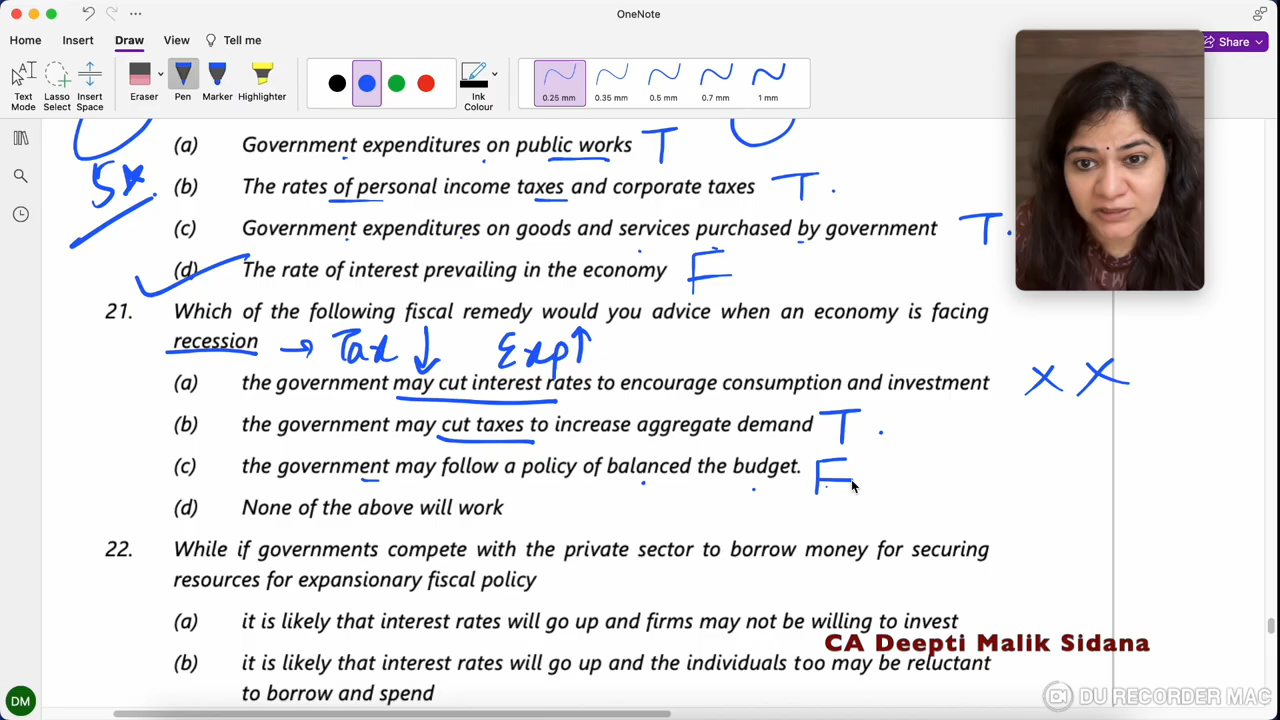 OneNote
Home Insert Draw View Tell me Share
Text Mode Lasso Select Insert Space Eraser Pen Marker Highlighter Ink Colour 0.25 mm 0.35 mm 0.5 mm 0.7 mm 1 mm
(a) Government expenditures on public works T
5*
(b) The rates of personal income taxes and corporate taxes T.
(c) Government expenditures on goods and services purchased by government T.
(d) The rate of interest prevailing in the economy F
21. Which of the following fiscal remedy would you advice when an economy is facing
recession → Tax ↓ Exp ↑
(a) the government may cut interest rates to encourage consumption and investment X X
(b) the government may cut taxes to increase aggregate demand T.
(c) the government may follow a policy of balanced the budget. F
(d) None of the above will work
22. While if governments compete with the private sector to borrow money for securing
resources for expansionary fiscal policy
(a) it is likely that interest rates will go up and firms may not be willing to invest
CA Deepti Malik Sidana
(b) it is likely that interest rates will go up and the individuals too may be reluctant
to borrow and spend
DM
DU RECORDER MAC